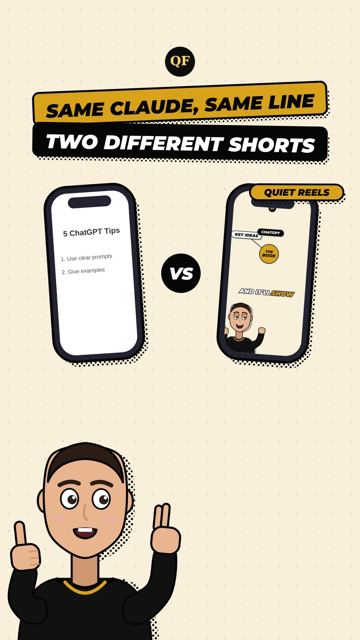 QF
SAME CLAUDE, SAME LINE
TWO DIFFERENT SHORTS
QUIET REELS
5 ChatGPT Tips
1. Use clear prompts
2. Give examples
VS
CHATGPT
KEY IDEAS
THE
BOOK
AND IT'LL SHOW